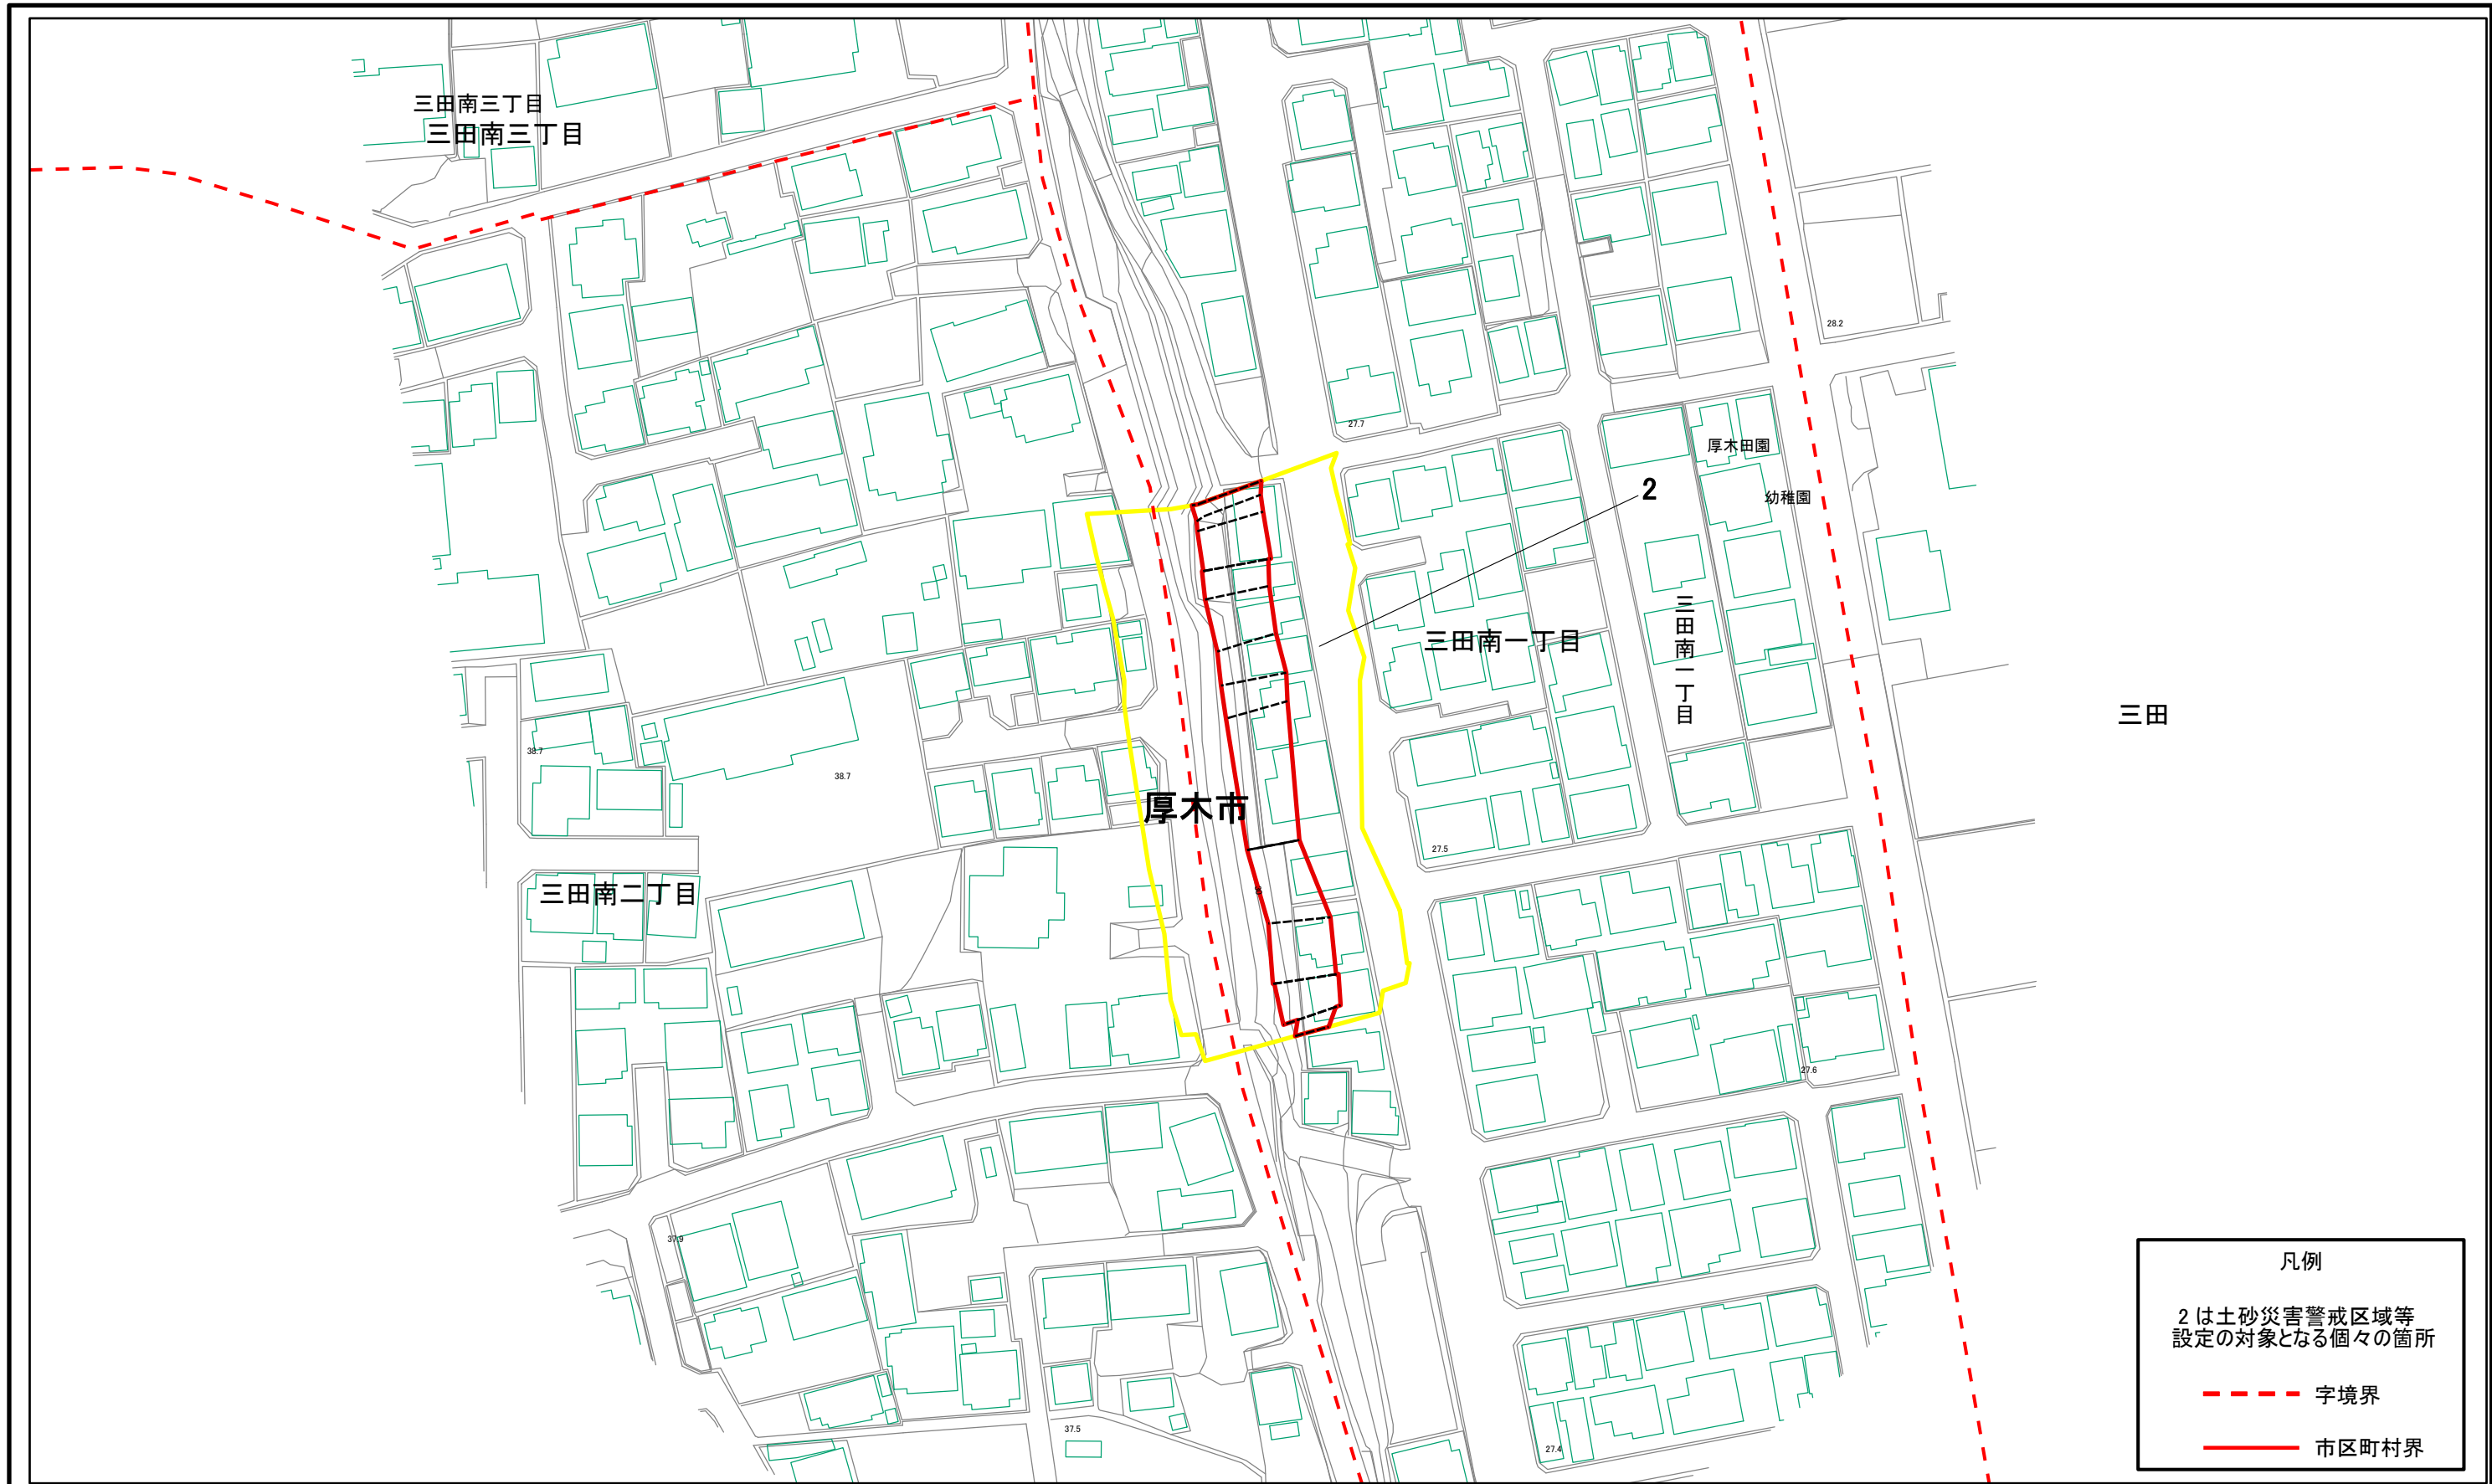 三田南三丁目
三田南三丁目
28.2
27.7
厚木田園
幼稚園
2
三田南一丁目
三田南一丁目
三田
38.7
38.7
厚木市
27.5
三田南二丁目
27.6
37.9
37.5
27.4
凡例
2は土砂災害警戒区域等
設定の対象となる個々の箇所
字境界
市区町村界